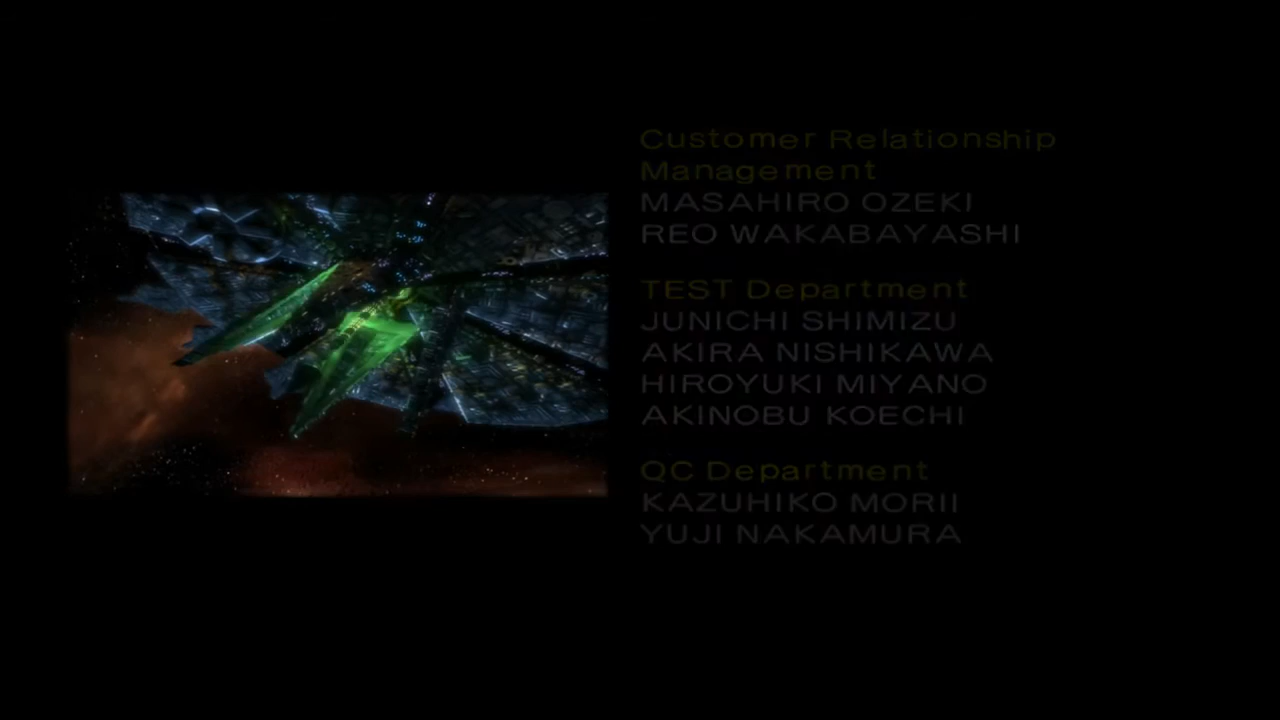 Customer Relationship
Management
MASAHIRO OZEKI
REO WAKABAYASHI
TEST Department
JUNICHI SHIMIZU
AKIRA NISHIKAWA
HIROYUKI MIYANO
AKINOBU KOECHI
QC Department
KAZUHIKO MORII
YUJI NAKAMURA